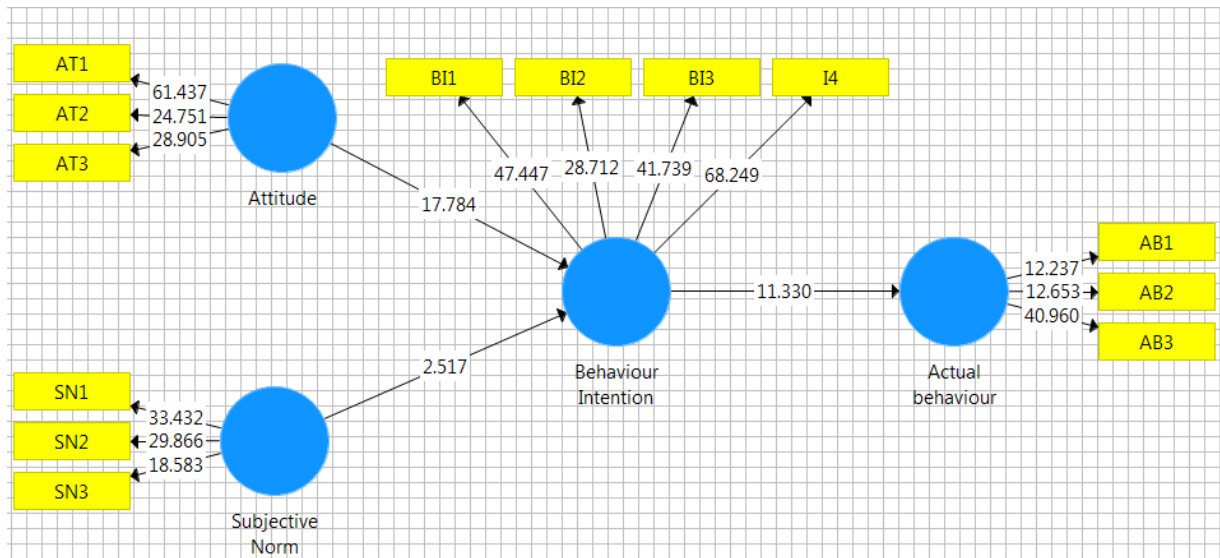 AT1
61.437
AT2
24.751
AT3
28.905
Attitude
BI1
BI2
BI3
I4
47.447
28.712
41.739
68.249
17.784
2.517
Behaviour
Intention
11.330
Actual
behaviour
AB1
12.237
AB2
12.653
AB3
40.960
SN1
33.432
SN2
29.866
SN3
18.583
Subjective
Norm